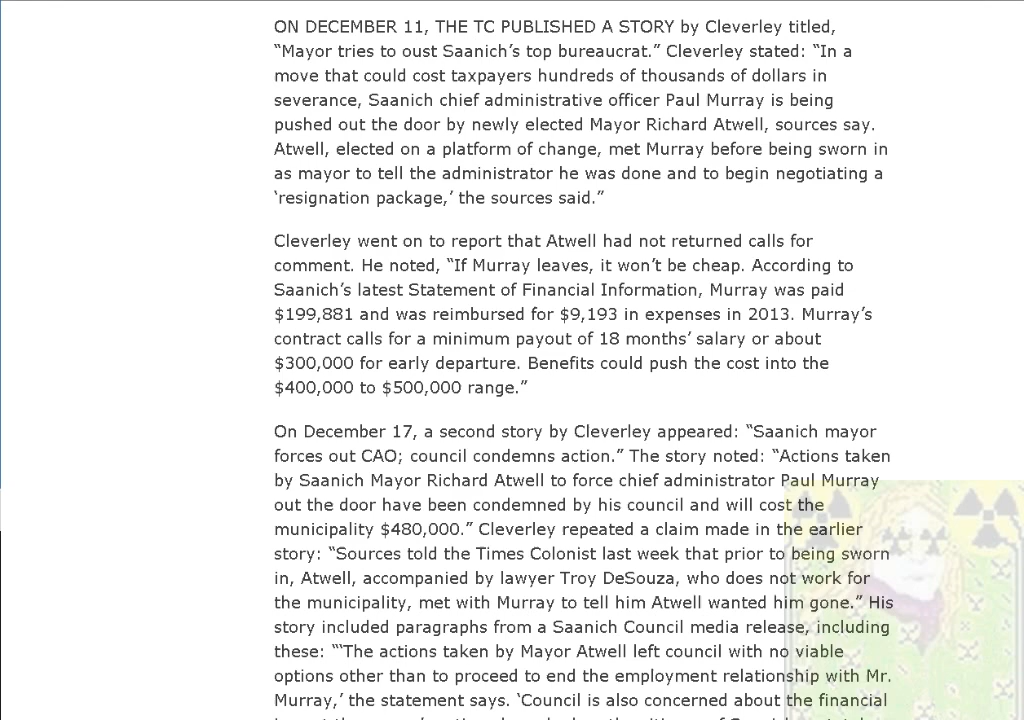 ON DECEMBER 11, THE TC PUBLISHED A STORY by Cleverley titled,
“Mayor tries to oust Saanich’s top bureaucrat.” Cleverley stated: “In a
move that could cost taxpayers hundreds of thousands of dollars in
severance, Saanich chief administrative officer Paul Murray is being
pushed out the door by newly elected Mayor Richard Atwell, sources say.
Atwell, elected on a platform of change, met Murray before being sworn in
as mayor to tell the administrator he was done and to begin negotiating a
‘resignation package,’ the sources said.”
Cleverley went on to report that Atwell had not returned calls for
comment. He noted, “If Murray leaves, it won’t be cheap. According to
Saanich’s latest Statement of Financial Information, Murray was paid
$199,881 and was reimbursed for $9,193 in expenses in 2013. Murray’s
contract calls for a minimum payout of 18 months’ salary or about
$300,000 for early departure. Benefits could push the cost into the
$400,000 to $500,000 range.”
On December 17, a second story by Cleverley appeared: “Saanich mayor
forces out CAO; council condemns action.” The story noted: “Actions taken
by Saanich Mayor Richard Atwell to force chief administrator Paul Murray
out the door have been condemned by his council and will cost the
municipality $480,000.” Cleverley repeated a claim made in the earlier
story: “Sources told the Times Colonist last week that prior to being sworn
in, Atwell, accompanied by lawyer Troy DeSouza, who does not work for
the municipality, met with Murray to tell him Atwell wanted him gone.” His
story included paragraphs from a Saanich Council media release, including
these: “‘The actions taken by Mayor Atwell left council with no viable
options other than to proceed to end the employment relationship with Mr.
Murray,’ the statement says. ‘Council is also concerned about the financial